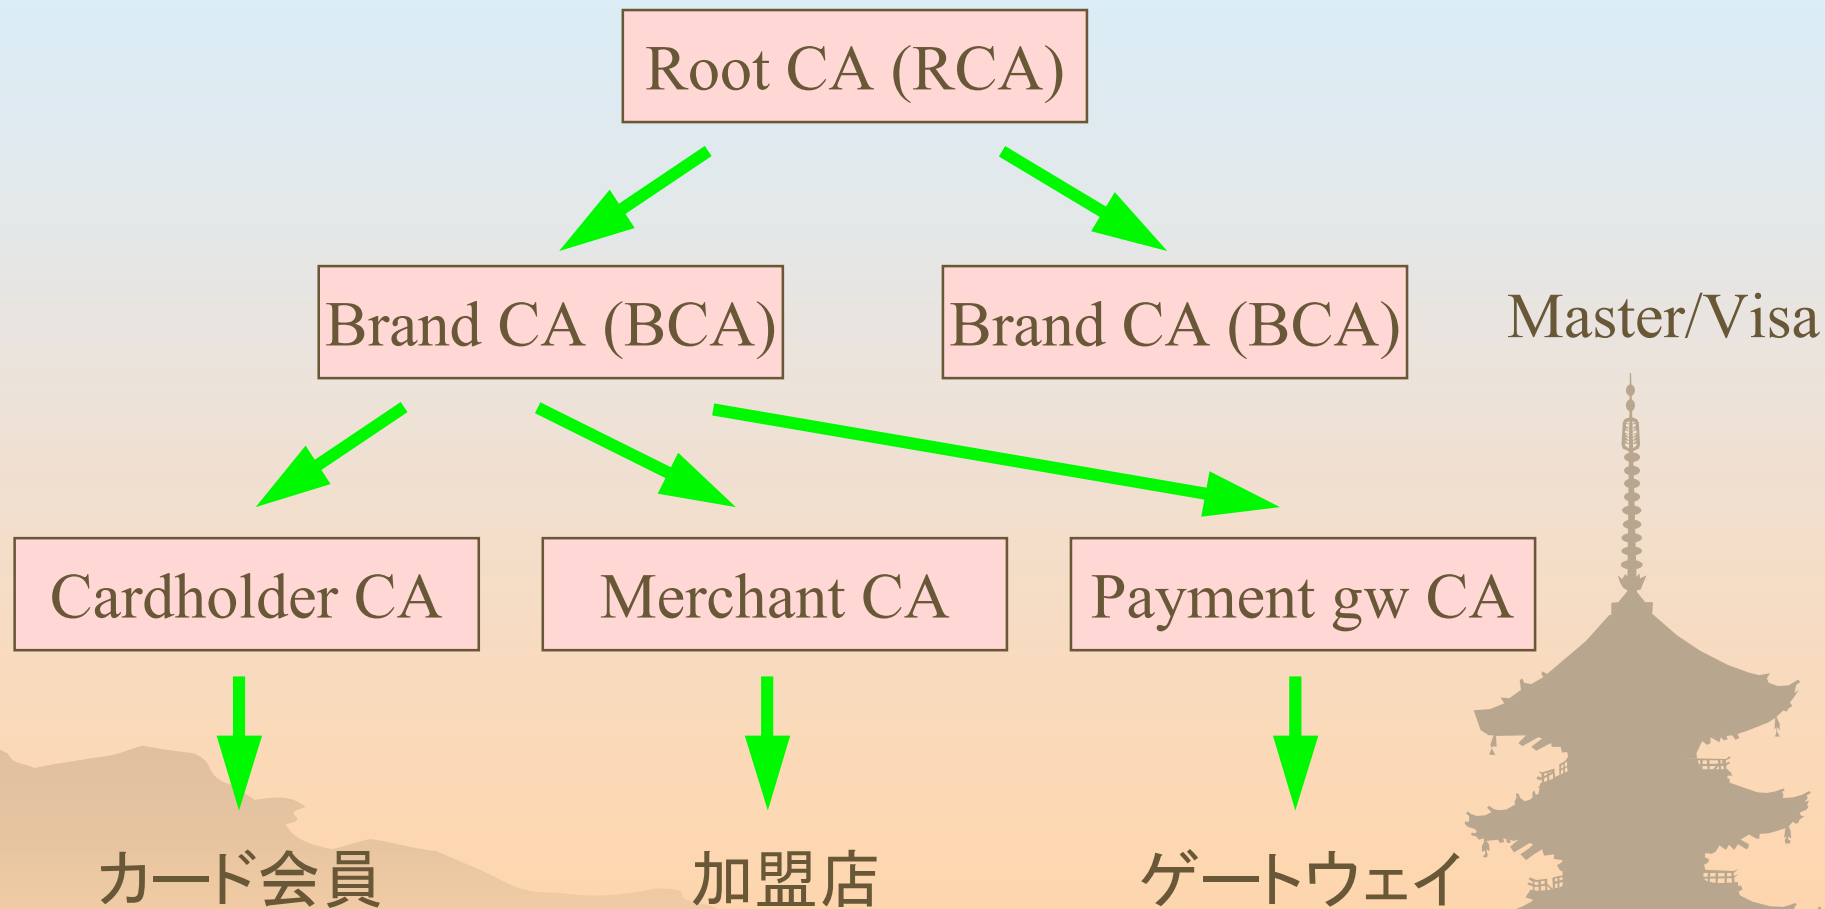 Root CA (RCA)
Brand CA (BCA)
Brand CA (BCA)
Master/Visa
Cardholder CA
Merchant CA
Payment gw CA
カード会員
加盟店
ゲートウェイ